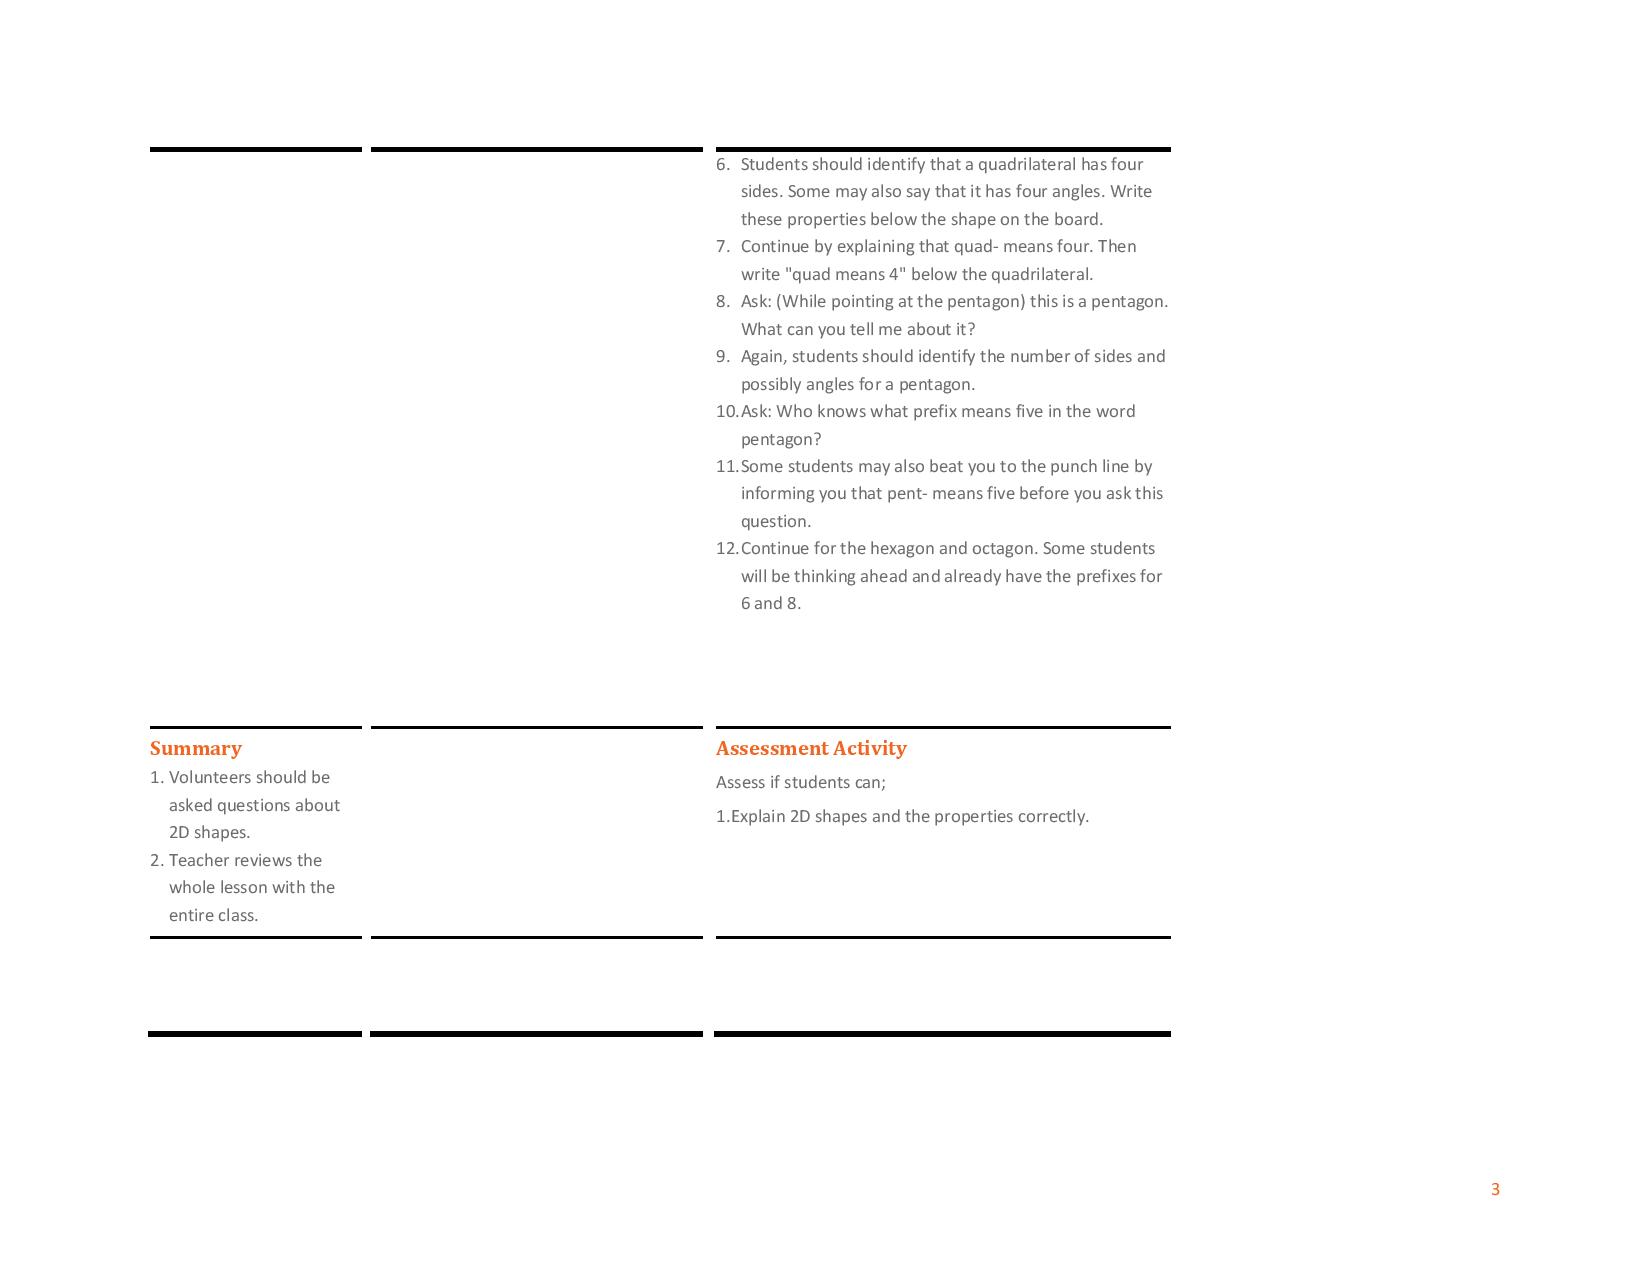 6. Students should identify that a quadrilateral has four
sides. Some may also say that it has four angles. Write
these properties below the shape on the board.
7. Continue by explaining that quad- means four. Then
write "quad means 4" below the quadrilateral.
8. Ask: (While pointing at the pentagon) this is a pentagon.
What can you tell me about it?
9. Again, students should identify the number of sides and
possibly angles for a pentagon.
10.Ask: Who knows what prefix means five in the word
pentagon?
11.Some students may also beat you to the punch line by
informing you that pent- means five before you ask this
question.
12.Continue for the hexagon and octagon. Some students
will be thinking ahead and already have the prefixes for
6 and 8.
Summary
1. Volunteers should be
asked questions about
2D shapes.
2. Teacher reviews the
whole lesson with the
entire class.
Assessment Activity
Assess if students can;
1.Explain 2D shapes and the properties correctly.
3